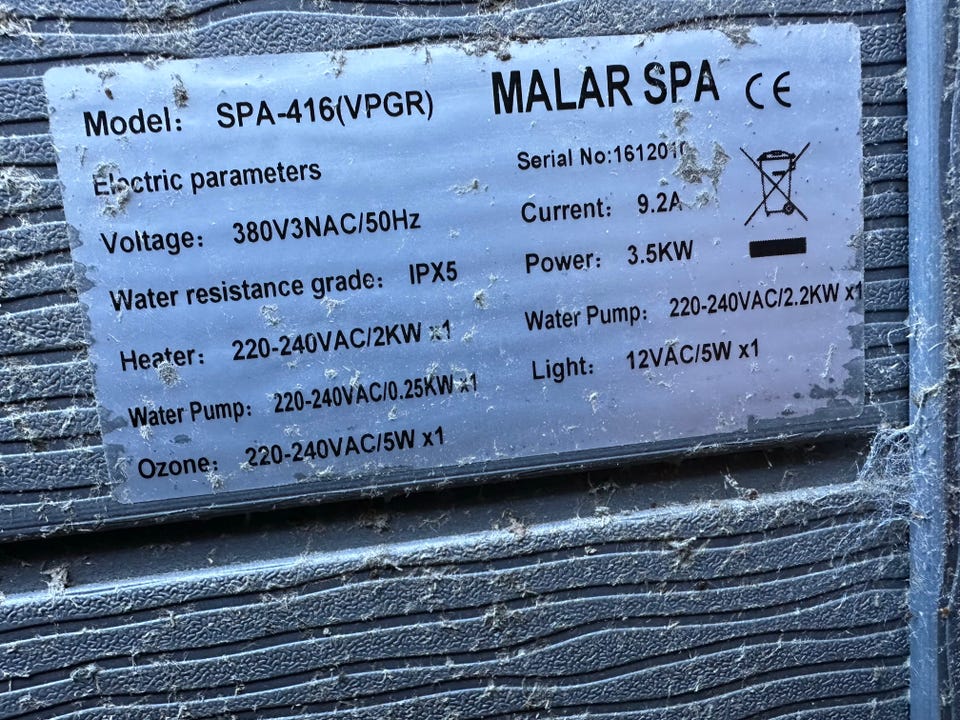 Model: SPA-416(VPGR)
MALAR SPA CE
Electric parameters
Serial No:161201
Voltage: 380V3NAC/50Hz
Current: 9.2A
Water resistance grade: IPX5
Power: 3.5KW
Heater: 220-240VAC/2KW x1
Water Pump: 220-240VAC/2.2KW x1
Water Pump: 220-240VAC/0.25KW x1
Light: 12VAC/5W x1
Ozone: 220-240VAC/5W x1